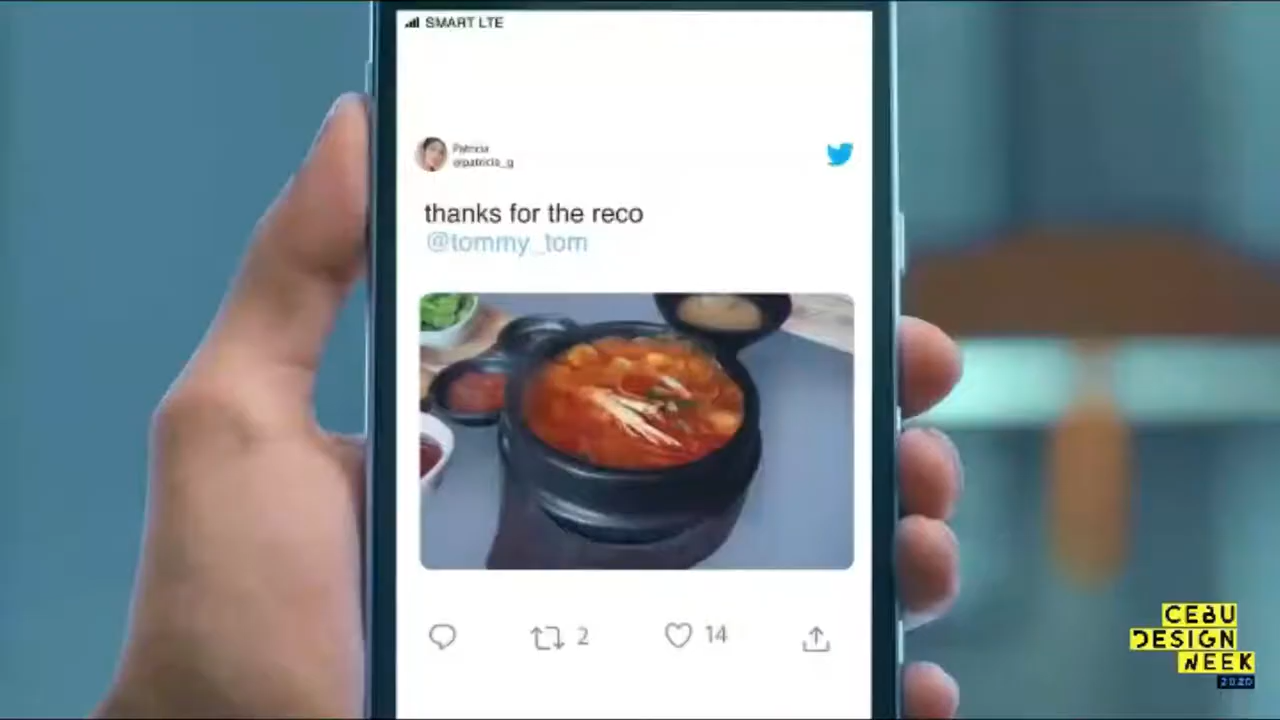 SMART LTE
Patricia
@patricia_g
thanks for the reco
@tommy_tom
2
14
CEBU
DESIGN
WEEK
2020